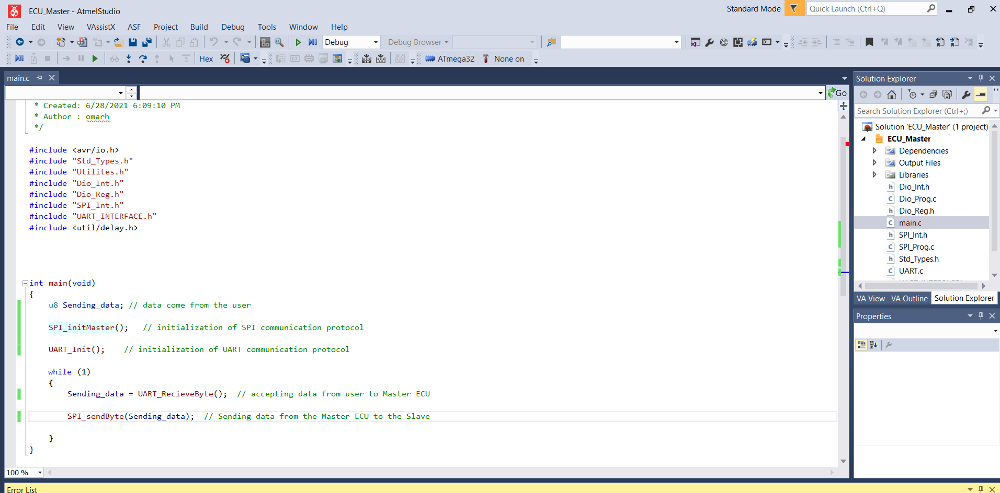 ECU_Master - AtmelStudio
Standard Mode
Quick Launch (Ctrl+Q)
File Edit View VAssistX ASF Project Build Debug Tools Window Help
Debug
Debug Browser
Hex
ATmega32
None on
main.c
Go
* Created: 6/28/2021 6:09:10 PM
* Author : omarh
*/
#include <avr/io.h>
#include "Std_Types.h"
#include "Utilites.h"
#include "Dio_Int.h"
#include "Dio_Reg.h"
#include "SPI_Int.h"
#include "UART_INTERFACE.h"
#include <util/delay.h>
int main(void)
{
u8 Sending_data; // data come from the user
SPI_initMaster(); // initialization of SPI communication protocol
UART_Init(); // initialization of UART communication protocol
while (1)
{
Sending_data = UART_RecieveByte(); // accepting data from user to Master ECU
SPI_sendByte(Sending_data); // Sending data from the Master ECU to the Slave
}
}
100 %
Error List
Solution Explorer
Search Solution Explorer (Ctrl+;)
Solution 'ECU_Master' (1 project)
ECU_Master
Dependencies
Output Files
Libraries
Dio_Int.h
Dio_Prog.c
Dio_Reg.h
main.c
SPI_Int.h
SPI_Prog.c
Std_Types.h
UART.c
VA View VA Outline Solution Explorer
Properties